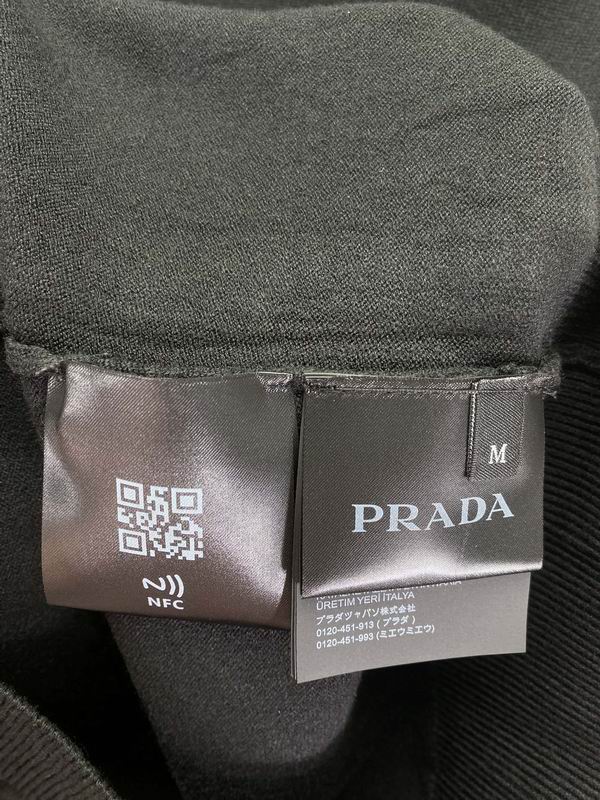 M
PRADA
NFC
ÜRETİM YERİ İTALYA
プラダジャパン株式会社
0120-451-913 ( プラダ )
0120-451-993 (ミエウミエウ)